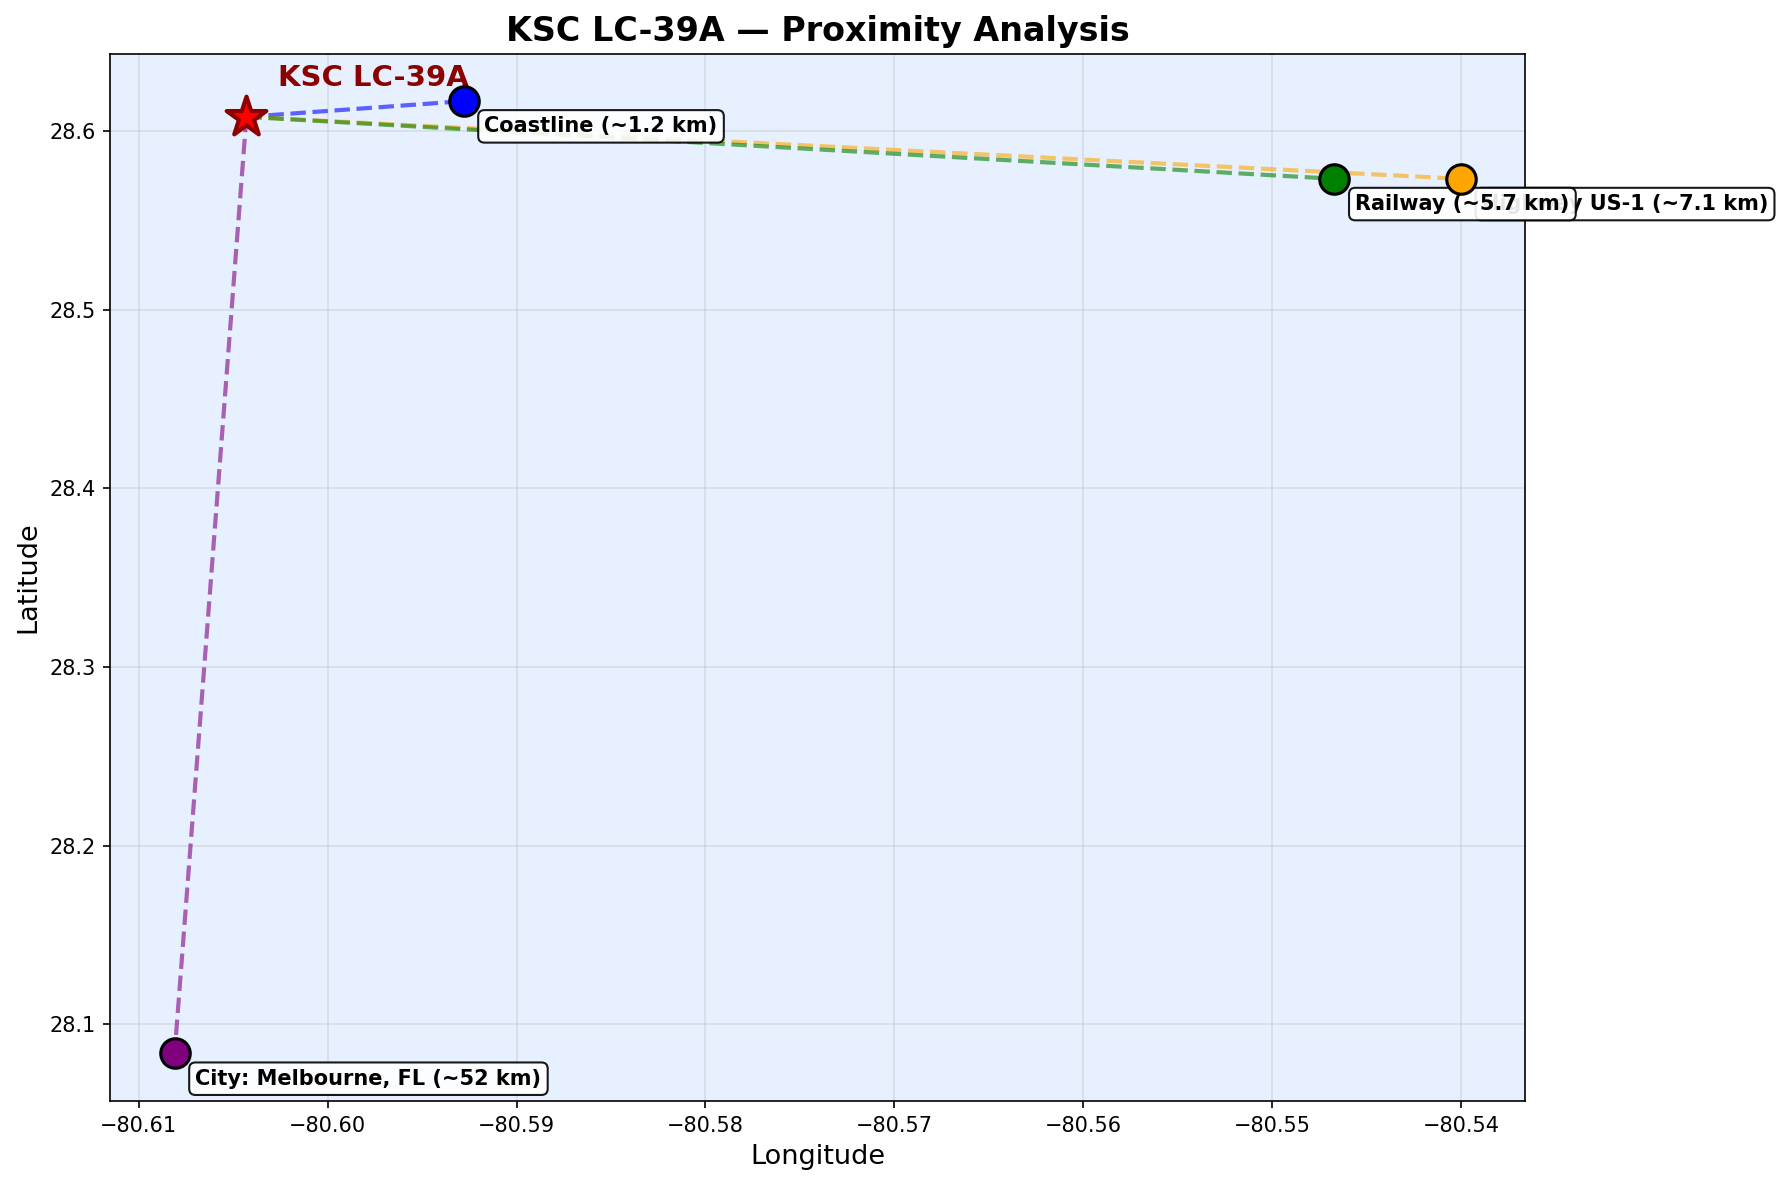 KSC LC-39A — Proximity Analysis
KSC LC-39A
Coastline (~1.2 km)
Railway (~5.7 km)
US-1 (~7.1 km)
City: Melbourne, FL (~52 km)
Latitude
28.6
28.5
28.4
28.3
28.2
28.1
−80.61
−80.60
−80.59
−80.58
−80.57
−80.56
−80.55
−80.54
Longitude